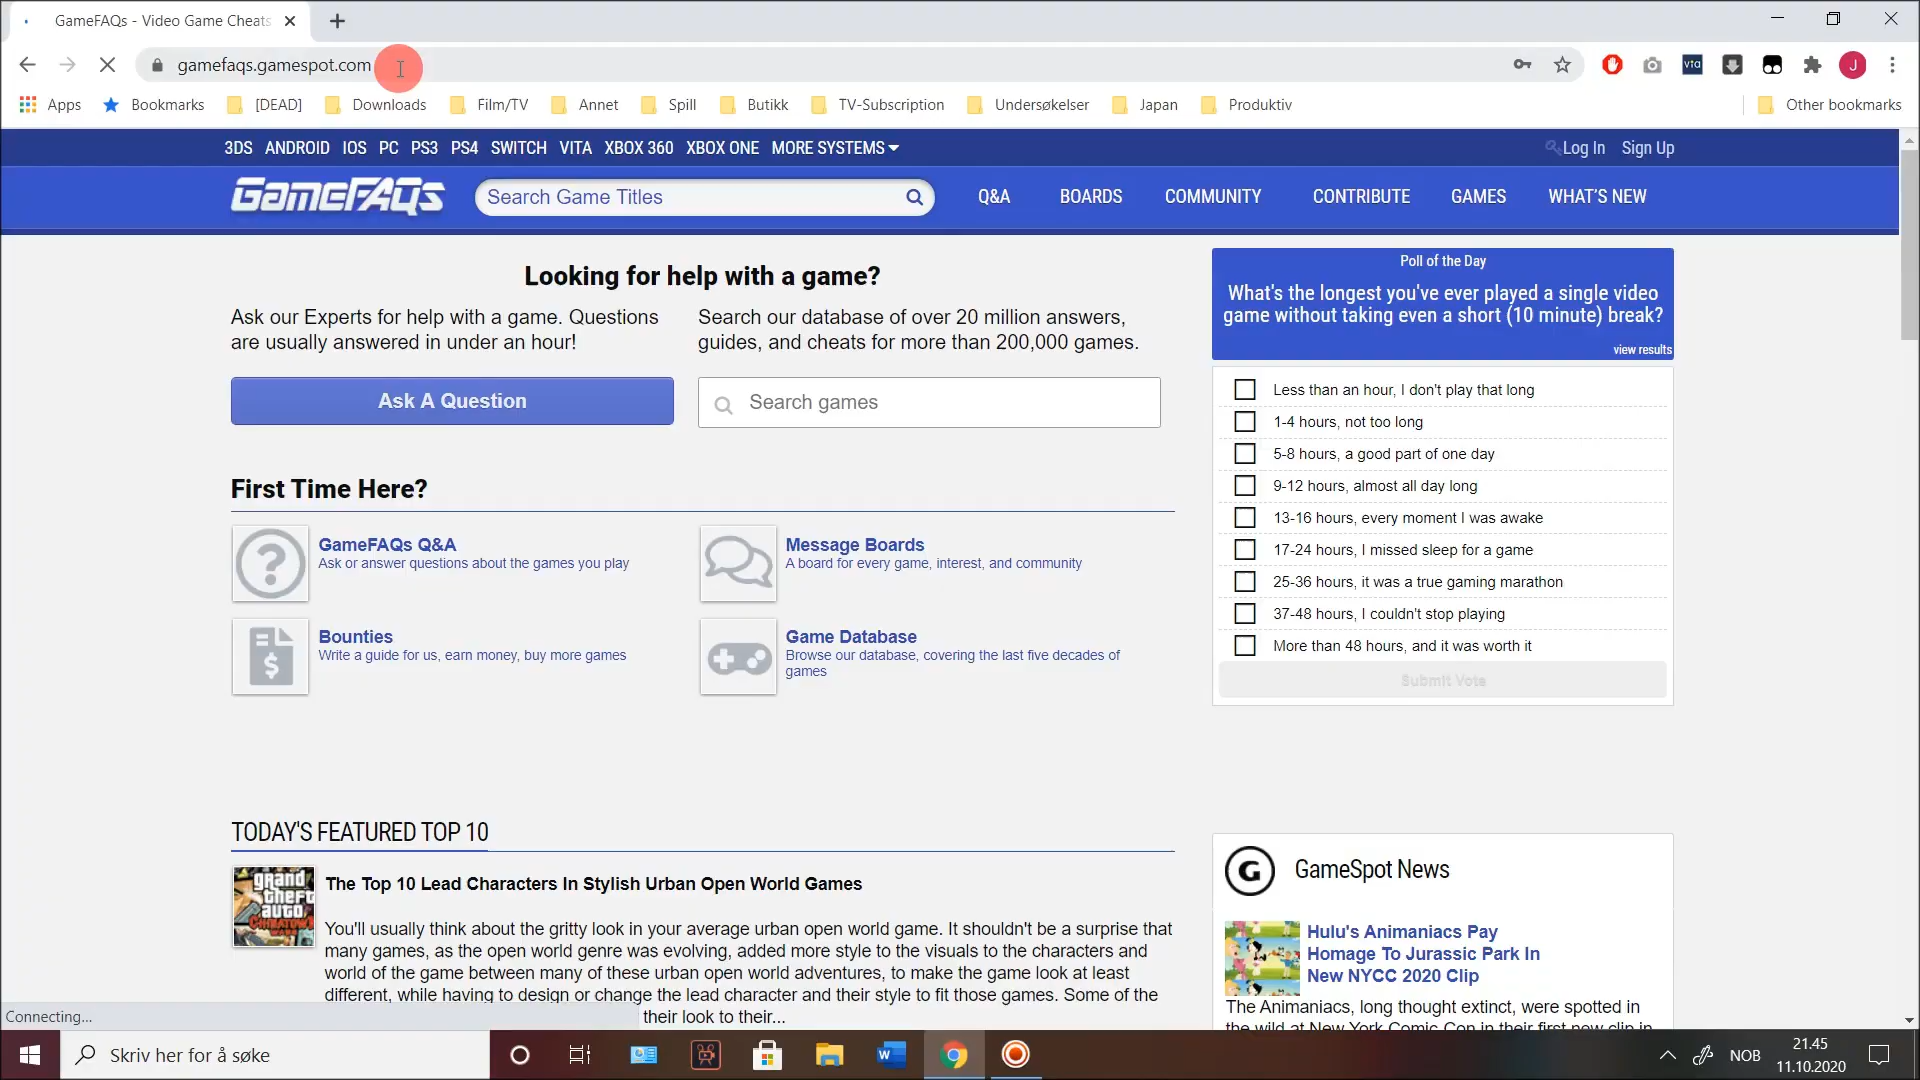 GameFAQs - Video Game Cheats
gamefaqs.gamespot.com
vta
J
Apps
Bookmarks
[DEAD]
Downloads
Film/TV
Annet
Spill
Butikk
TV-Subscription
Undersøkelser
Japan
Produktiv
Other bookmarks
3DS ANDROID IOS PC PS3 PS4 SWITCH VITA XBOX 360 XBOX ONE MORE SYSTEMS
Log In Sign Up
GameFAQs
Search Game Titles
Q&A BOARDS COMMUNITY CONTRIBUTE GAMES WHAT'S NEW
Looking for help with a game?
Ask our Experts for help with a game. Questions
are usually answered in under an hour!
Ask A Question
Search our database of over 20 million answers,
guides, and cheats for more than 200,000 games.
Search games
First Time Here?
GameFAQs Q&A
Ask or answer questions about the games you play
Message Boards
A board for every game, interest, and community
Bounties
Write a guide for us, earn money, buy more games
Game Database
Browse our database, covering the last five decades of
games
Poll of the Day
What's the longest you've ever played a single video
game without taking even a short (10 minute) break?
view results
Less than an hour, I don't play that long
1-4 hours, not too long
5-8 hours, a good part of one day
9-12 hours, almost all day long
13-16 hours, every moment I was awake
17-24 hours, I missed sleep for a game
25-36 hours, it was a true gaming marathon
37-48 hours, I couldn't stop playing
More than 48 hours, and it was worth it
Submit Vote
TODAY'S FEATURED TOP 10
grand
theft
auto
The Top 10 Lead Characters In Stylish Urban Open World Games
You'll usually think about the gritty look in your average urban open world game. It shouldn't be a surprise that
many games, as the open world genre was evolving, added more style to the visuals to the characters and
world of the game between many of these urban open world adventures, to make the game look at least
different, while having to design or change the lead character and their style to fit those games. Some of the
their look to their...
GameSpot News
Hulu's Animaniacs Pay
Homage To Jurassic Park In
New NYCC 2020 Clip
The Animaniacs, long thought extinct, were spotted in
the wild at New York Comic Con in their first new clip in
Connecting...
Skriv her for å søke
NOB
21.45
11.10.2020